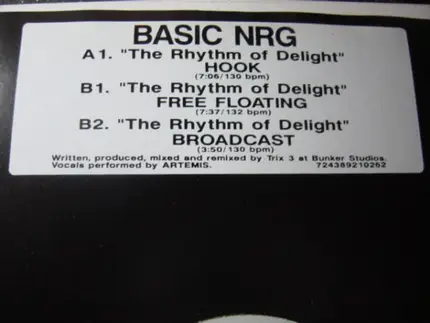 BASIC NRG
A1. "The Rhythm of Delight"
HOOK
(7:06/130 bpm)
B1. "The Rhythm of Delight"
FREE FLOATING
(7:37/132 bpm)
B2. "The Rhythm of Delight"
BROADCAST
(3:50/130 bpm)
Written, produced, mixed and remixed by Trix 3 at Bunker Studios.
Vocals performed by ARTEMIS. 724389210262